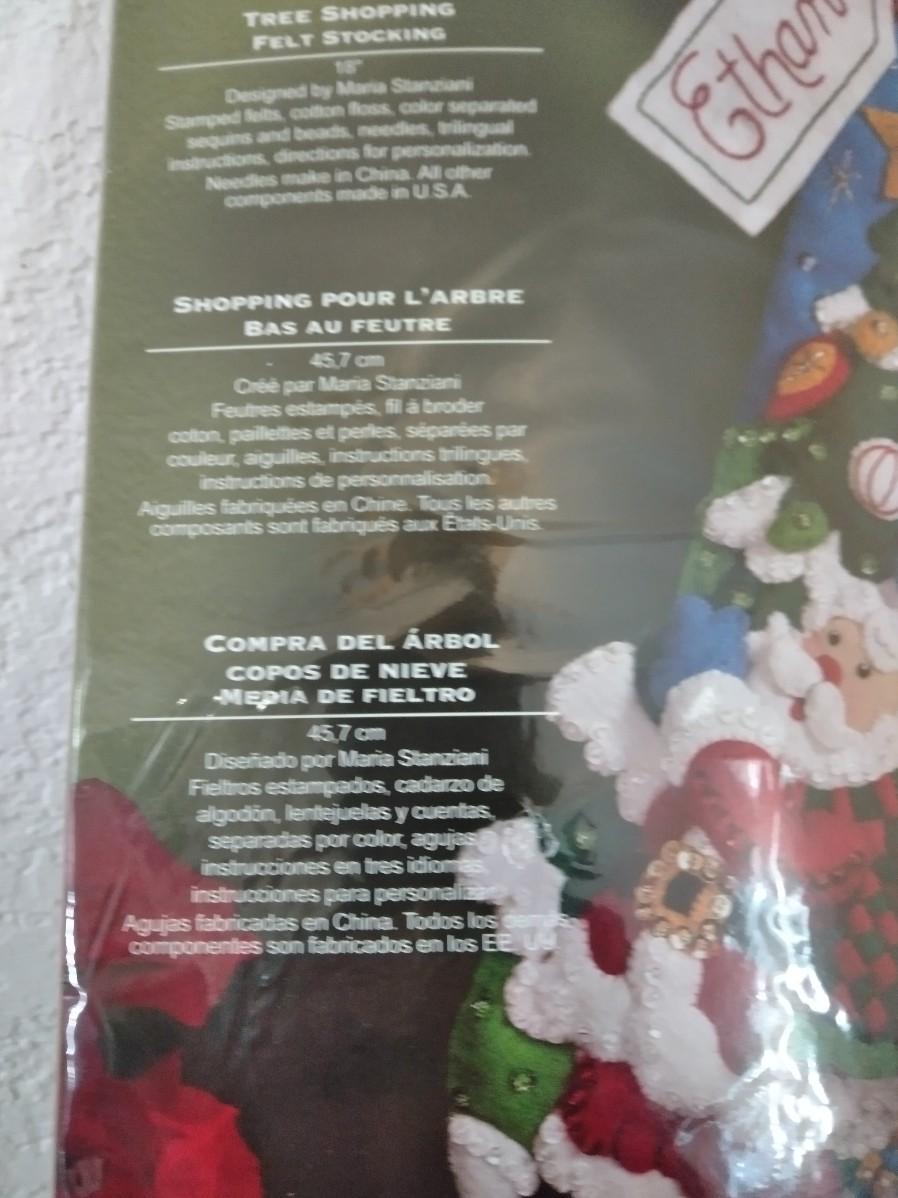 TREE SHOPPING
FELT STOCKING
18"
Designed by Maria Stanziani
Stamped felts, cotton floss, color separated
sequins and beads, needles, trilingual
instructions, directions for personalization.
Needles make in China. All other
components made in U.S.A.
Ethan
SHOPPING POUR L'ARBRE
BAS AU FEUTRE
45,7 cm
Créé par Maria Stanziani
Feutres estampés, fil à broder
coton, paillettes et perles, séparées par
couleur, aiguilles, instructions trilingues,
instructions de personnalisation.
Aiguilles fabriquées en Chine. Tous les autres
composants sont fabriqués aux États-Unis.
COMPRA DEL ÁRBOL
COPOS DE NIEVE
MEDIA DE FIELTRO
45,7 cm
Diseñado por Maria Stanziani
Fieltros estampados, cadarzo de
algodón, lentejuelas y cuentas,
separadas por color, agujas
instrucciones en tres idiomas
instrucciones para
Agujas fabricadas en China. Todos los demás
componentes son fabricados en los EE. UU